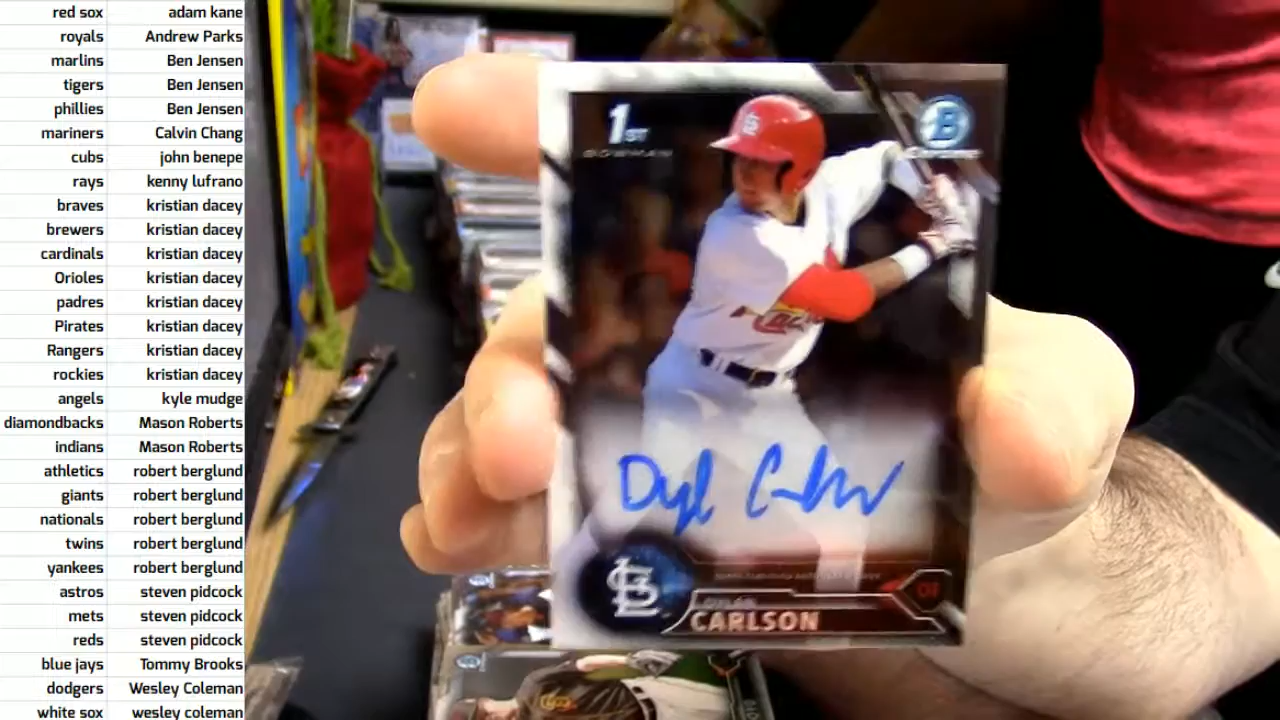 red sox adam kane
royals Andrew Parks
marlins Ben Jensen
tigers Ben Jensen
phillies Ben Jensen
mariners Calvin Chang
cubs john benepe
rays kenny lufrano
braves kristian dacey
brewers kristian dacey
cardinals kristian dacey
Orioles kristian dacey
padres kristian dacey
Pirates kristian dacey
Rangers kristian dacey
rockies kristian dacey
angels kyle mudge
diamondbacks Mason Roberts
indians Mason Roberts
athletics robert berglund
giants robert berglund
nationals robert berglund
twins robert berglund
yankees robert berglund
astros steven pidcock
mets steven pidcock
reds steven pidcock
blue jays Tommy Brooks
dodgers Wesley Coleman
white sox wesley coleman
1ST
BOWMAN
B
Chrome
STL
DYLAN
CARLSON
OF